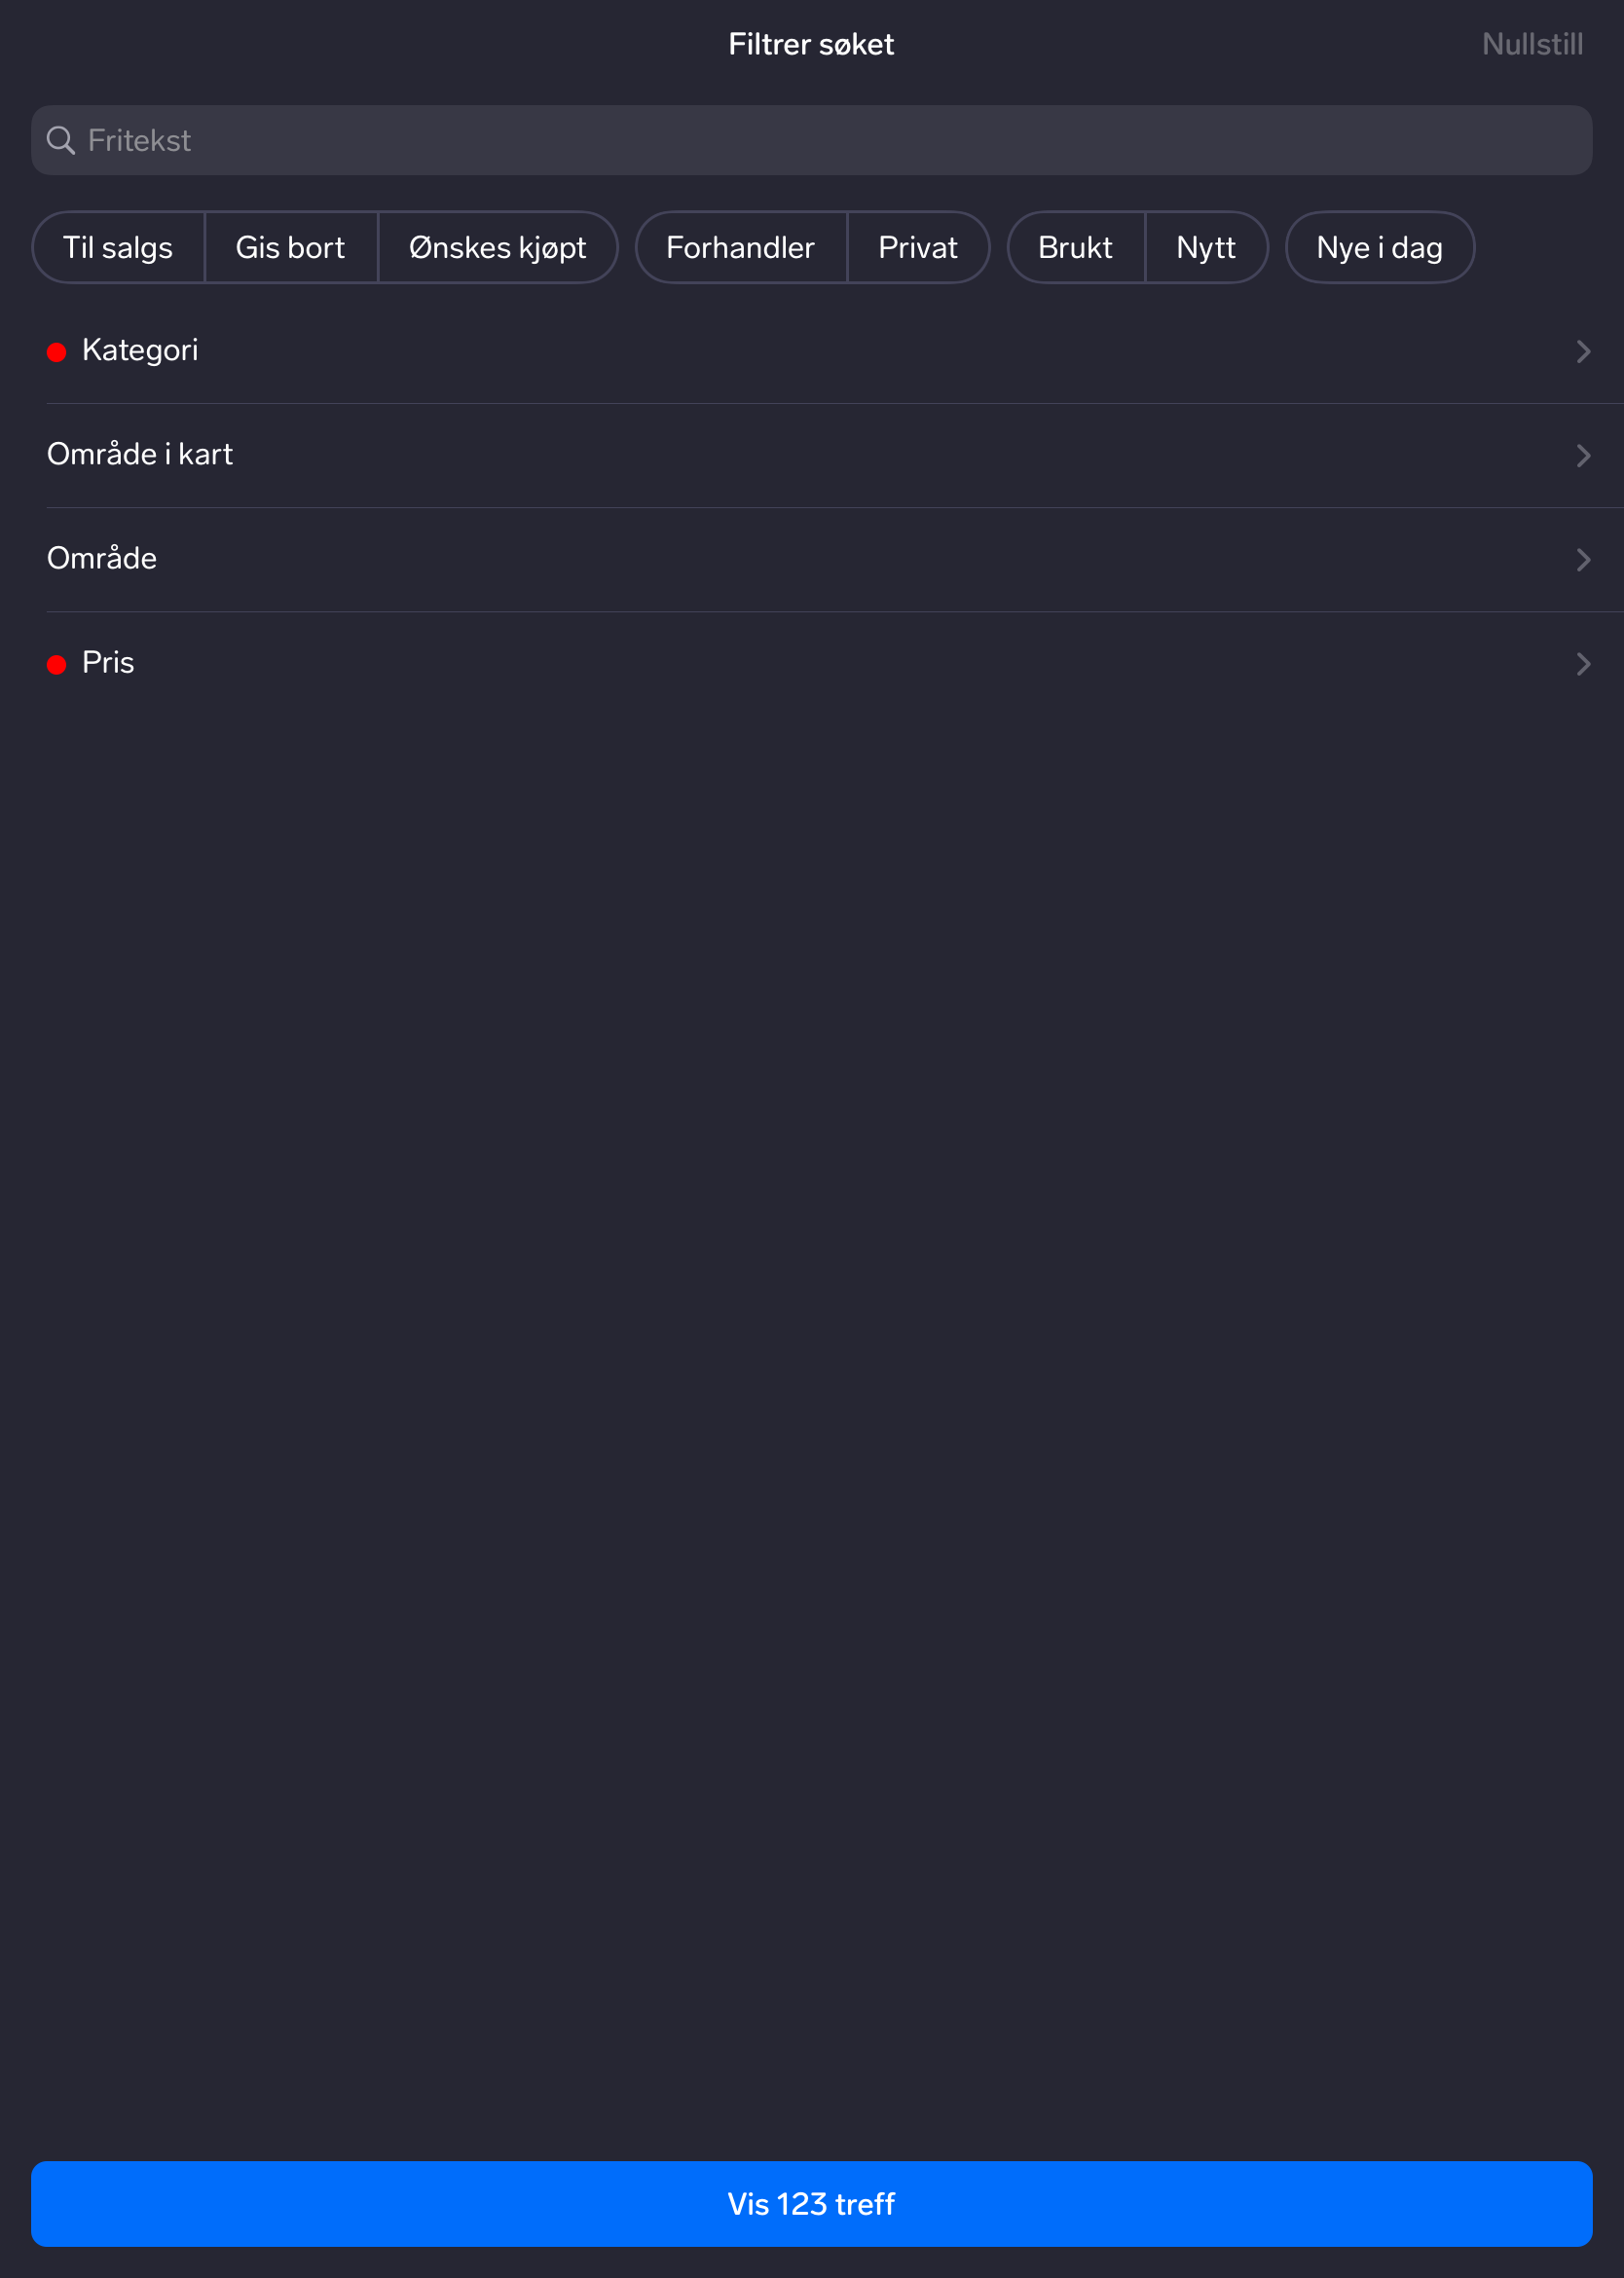 Filtrer søket
Nullstill
Fritekst
Til salgs Gis bort Ønskes kjøpt Forhandler Privat Brukt Nytt Nye i dag
Kategori
Område i kart
Område
Pris
Vis 123 treff